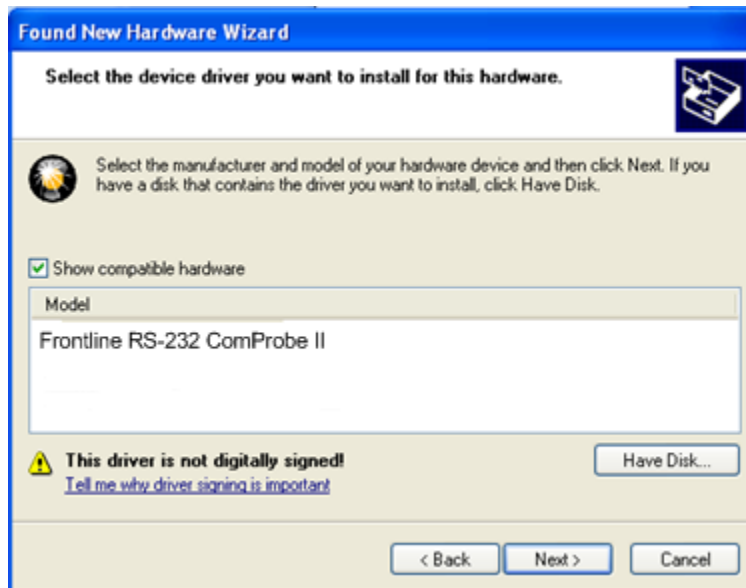 Found New Hardware Wizard
Select the device driver you want to install for this hardware.
Select the manufacturer and model of your hardware device and then click Next. If you
have a disk that contains the driver you want to install, click Have Disk.
Show compatible hardware
Model
Frontline RS-232 ComProbe II
This driver is not digitally signed!
Have Disk...
Tell me why driver signing is important
< Back
Next >
Cancel